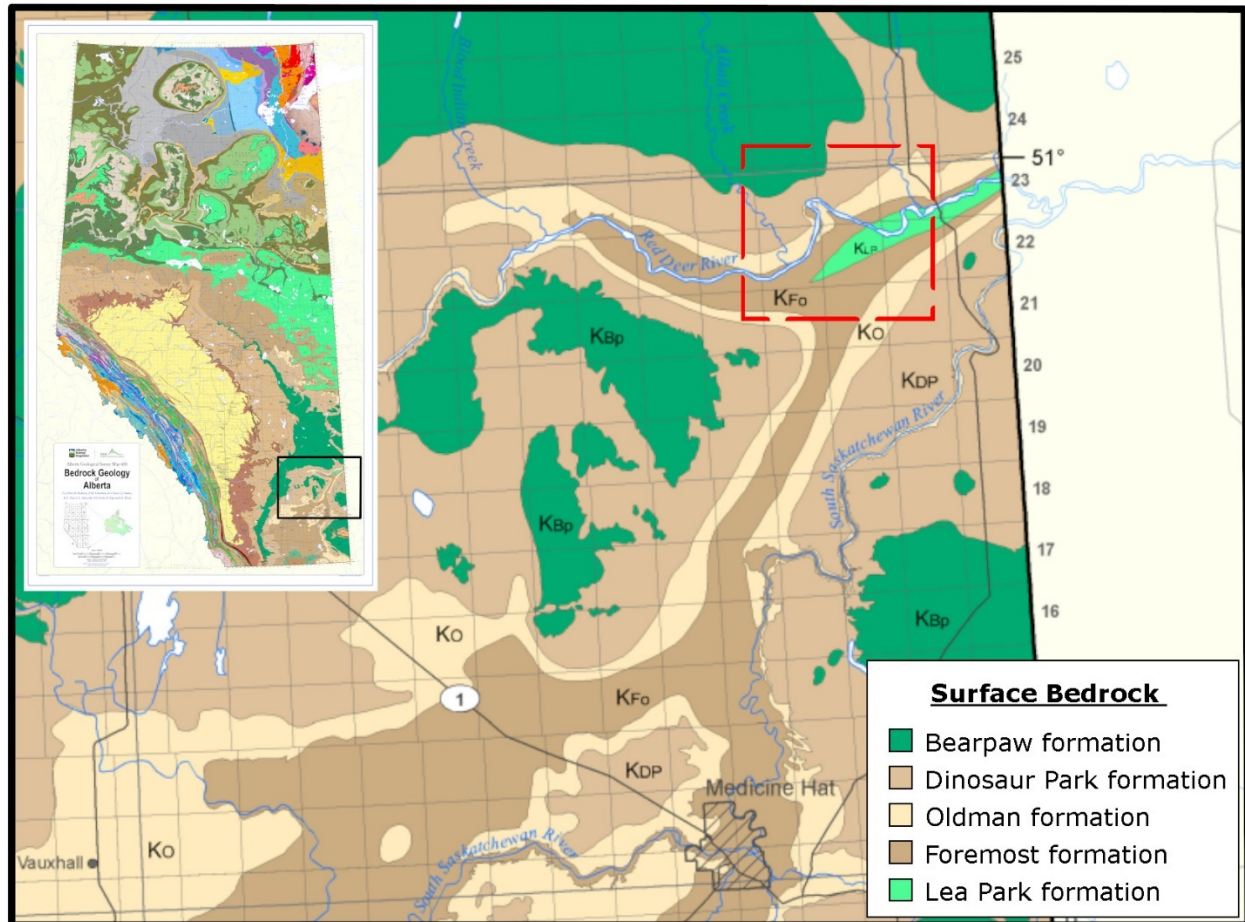 Bedrock Geology
of
Alberta
Blood Indian Creek
Alkali Creek
25
24
51°
23
22
21
20
19
18
17
16
Red Deer River
KLP
KFo
KO
KDP
KBp
KBp
South Saskatchewan River
KBp
KO
KFo
1
KDP
Medicine Hat
South Saskatchewan River
Vauxhall
KO
Surface Bedrock
Bearpaw formation
Dinosaur Park formation
Oldman formation
Foremost formation
Lea Park formation